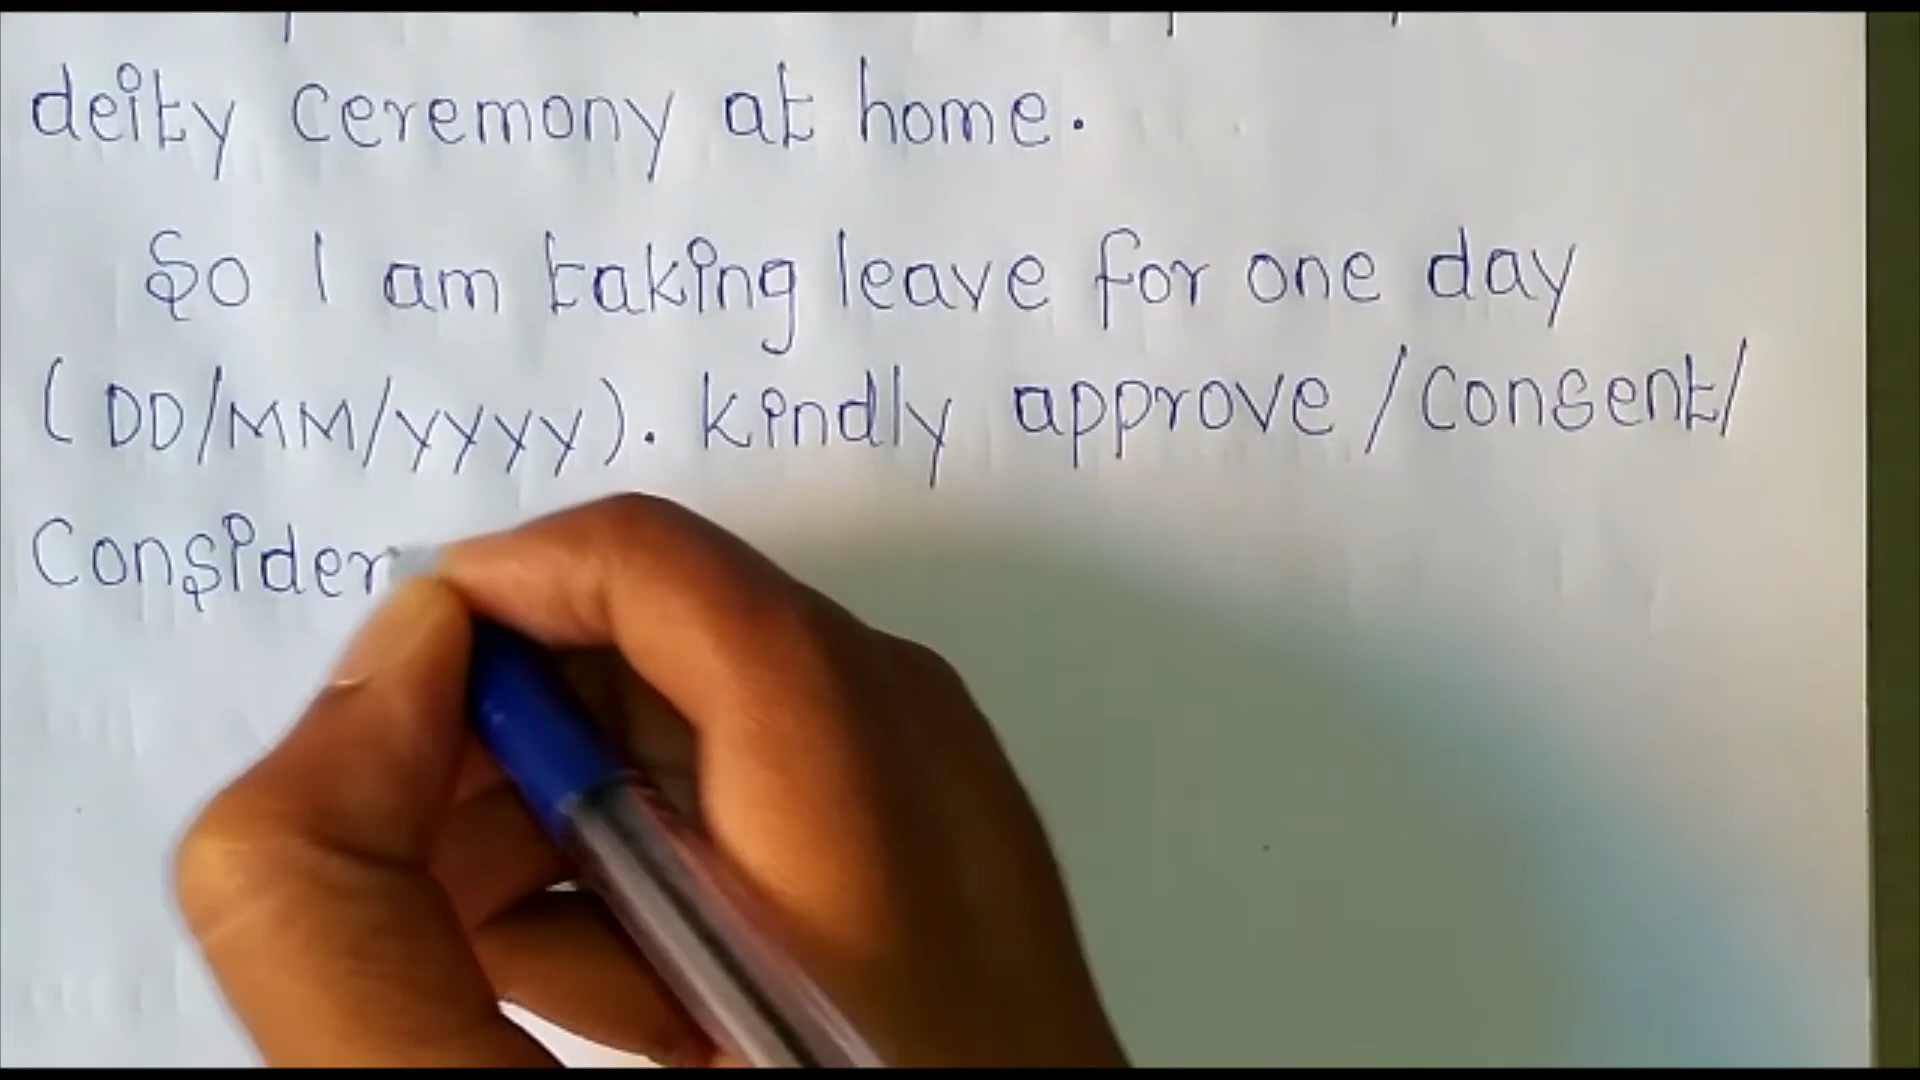 deity ceremony at home.
So I am taking leave for one day
(DD/MM/YYYY). Kindly approve/Consent/
Consider